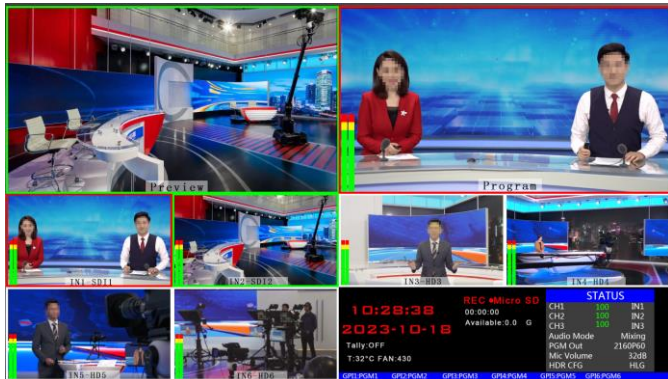 Preview
Program
IN1-SDI1
IN2-SDI2
IN3-HD3
IN4-HD4
IN5-HD5
IN6-HD6
10:28:38
2023-10-18
Tally:OFF
T:32°C FAN:430
REC ●Micro SD
00:00:00
Available:0.0 G
STATUS
CH1 100 IN1
CH2 100 IN2
CH3 100 IN3
Audio Mode Mixing
PGM Out 2160P60
Mic Volume 32dB
HDR CFG HLG
GPI1:PGM1 GPI2:PGM2 GPI3:PGM3 GPI4:PGM4 GPI5:PGM5 GPI6:PGM6